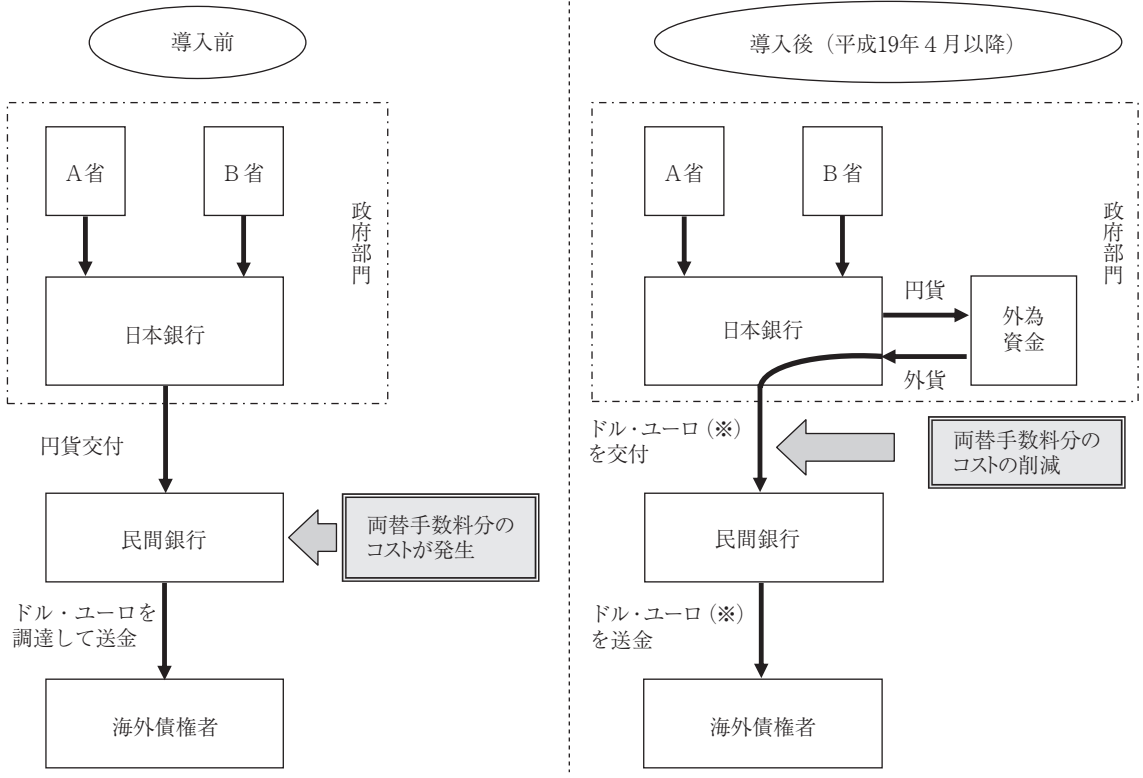 導入前
A省
B省
政府部門
日本銀行
円貨交付
民間銀行
両替手数料分の
コストが発生
ドル・ユーロを
調達して送金
海外債権者
導入後（平成19年４月以降）
A省
B省
政府部門
日本銀行
円貨
外為
資金
外貨
ドル・ユーロ（※）
を交付
両替手数料分の
コストの削減
民間銀行
ドル・ユーロ（※）
を送金
海外債権者